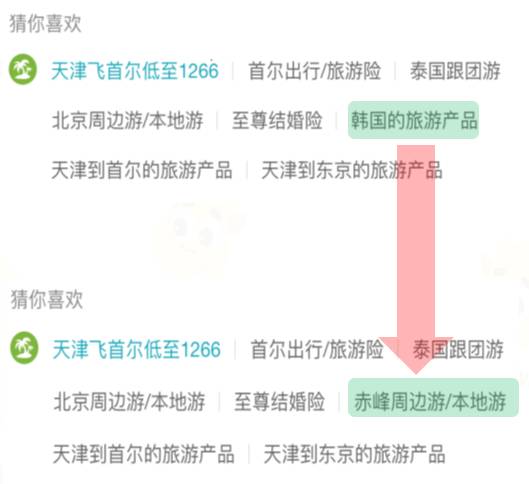 猜你喜欢
天津飞首尔低至1266 首尔出行/旅游险 泰国跟团游
北京周边游/本地游 至尊结婚险 韩国的旅游产品
天津到首尔的旅游产品 天津到东京的旅游产品
猜你喜欢
天津飞首尔低至1266 首尔出行/旅游险 泰国跟团游
北京周边游/本地游 至尊结婚险 赤峰周边游/本地游
天津到首尔的旅游产品 天津到东京的旅游产品